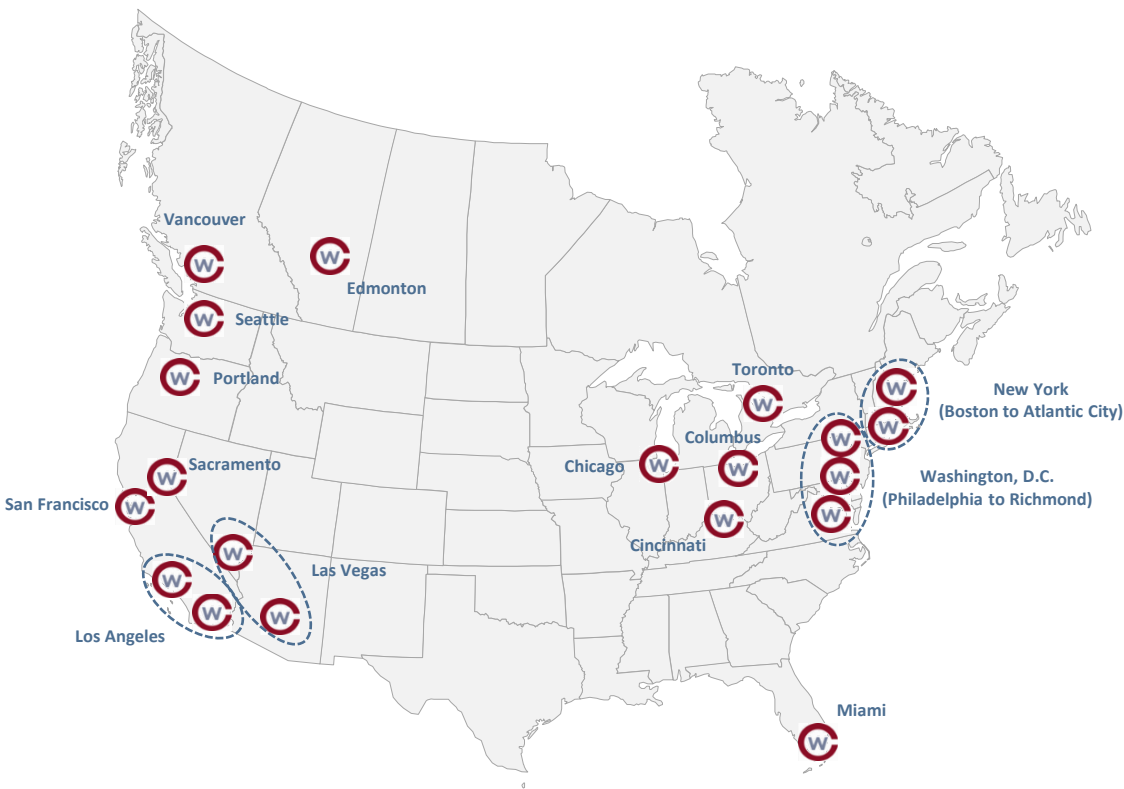 Vancouver
W
W
Edmonton
W
Seattle
W
Portland
Toronto
W
W
New York
(Boston to Atlantic City)
W
Columbus
W
Sacramento
W
Chicago
W
W
W
Washington, D.C.
(Philadelphia to Richmond)
San Francisco
W
W
W
Cincinnati
W
Las Vegas
W
W
W
Los Angeles
Miami
W